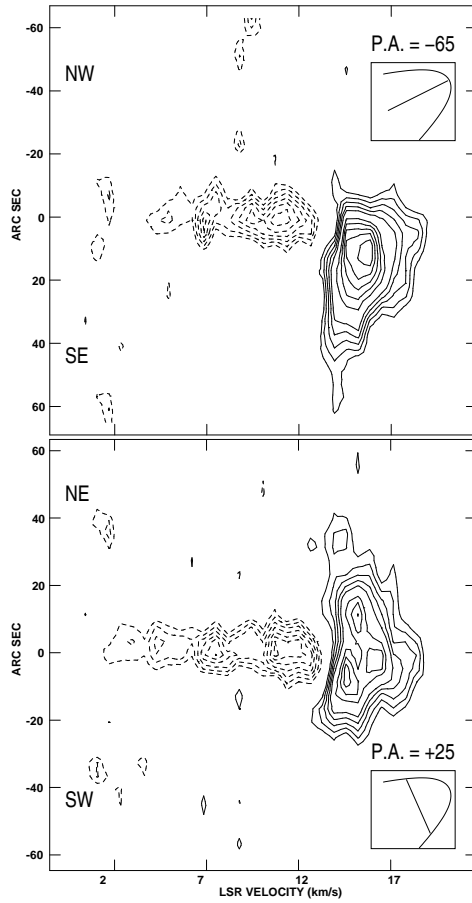 -60
P.A. = −65
NW
-40
-20
ARC SEC
0
20
40
SE
60
60
NE
40
20
ARC SEC
0
-20
P.A. = +25
-40
SW
-60
2 7 12 17
LSR VELOCITY (km/s)